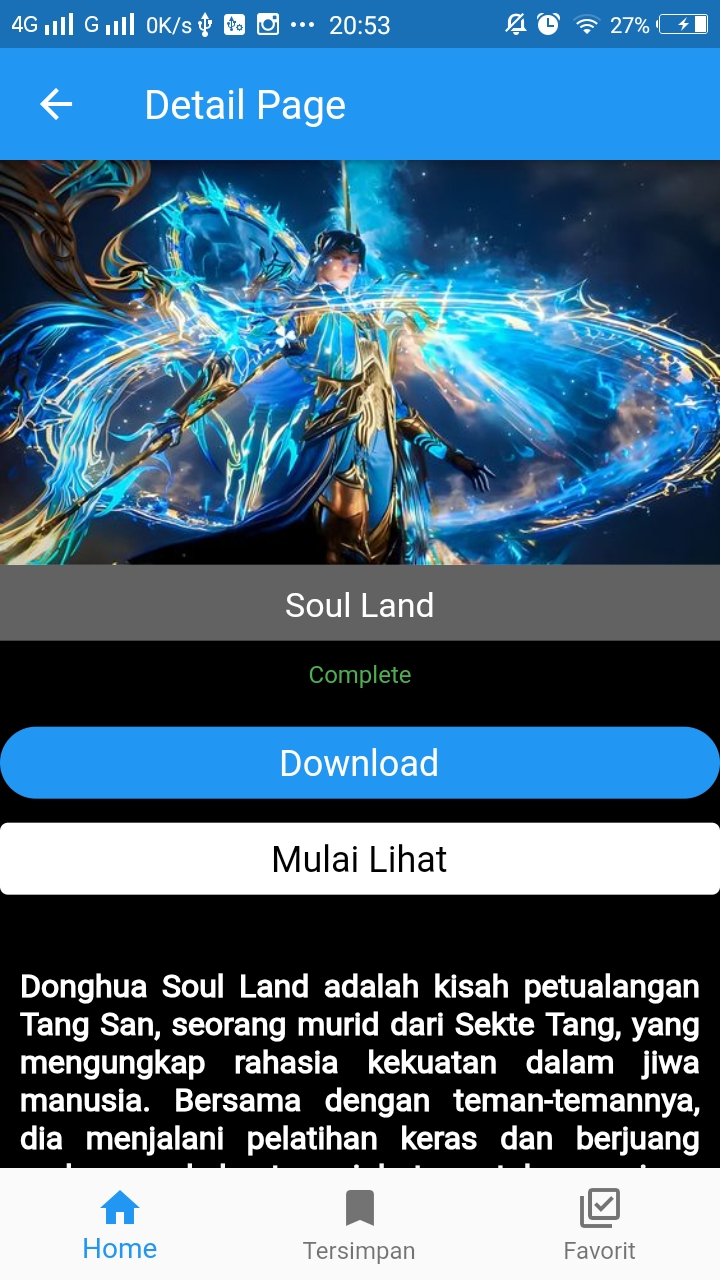 4G G 0K/s 20:53 27%
Detail Page
Soul Land
Complete
Download
Mulai Lihat
Donghua Soul Land adalah kisah petualangan
Tang San, seorang murid dari Sekte Tang, yang
mengungkap rahasia kekuatan dalam jiwa
manusia. Bersama dengan teman-temannya,
dia menjalani pelatihan keras dan berjuang
Home Tersimpan Favorit